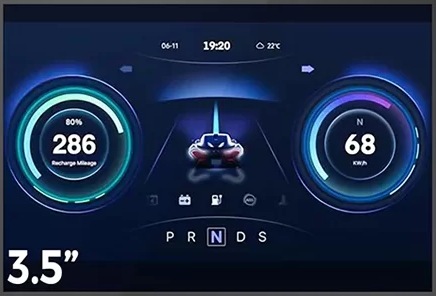 06-11 19:20 22℃
80%
286
Recharge Mileage
N
68
KW/h
P R N D S
3.5”